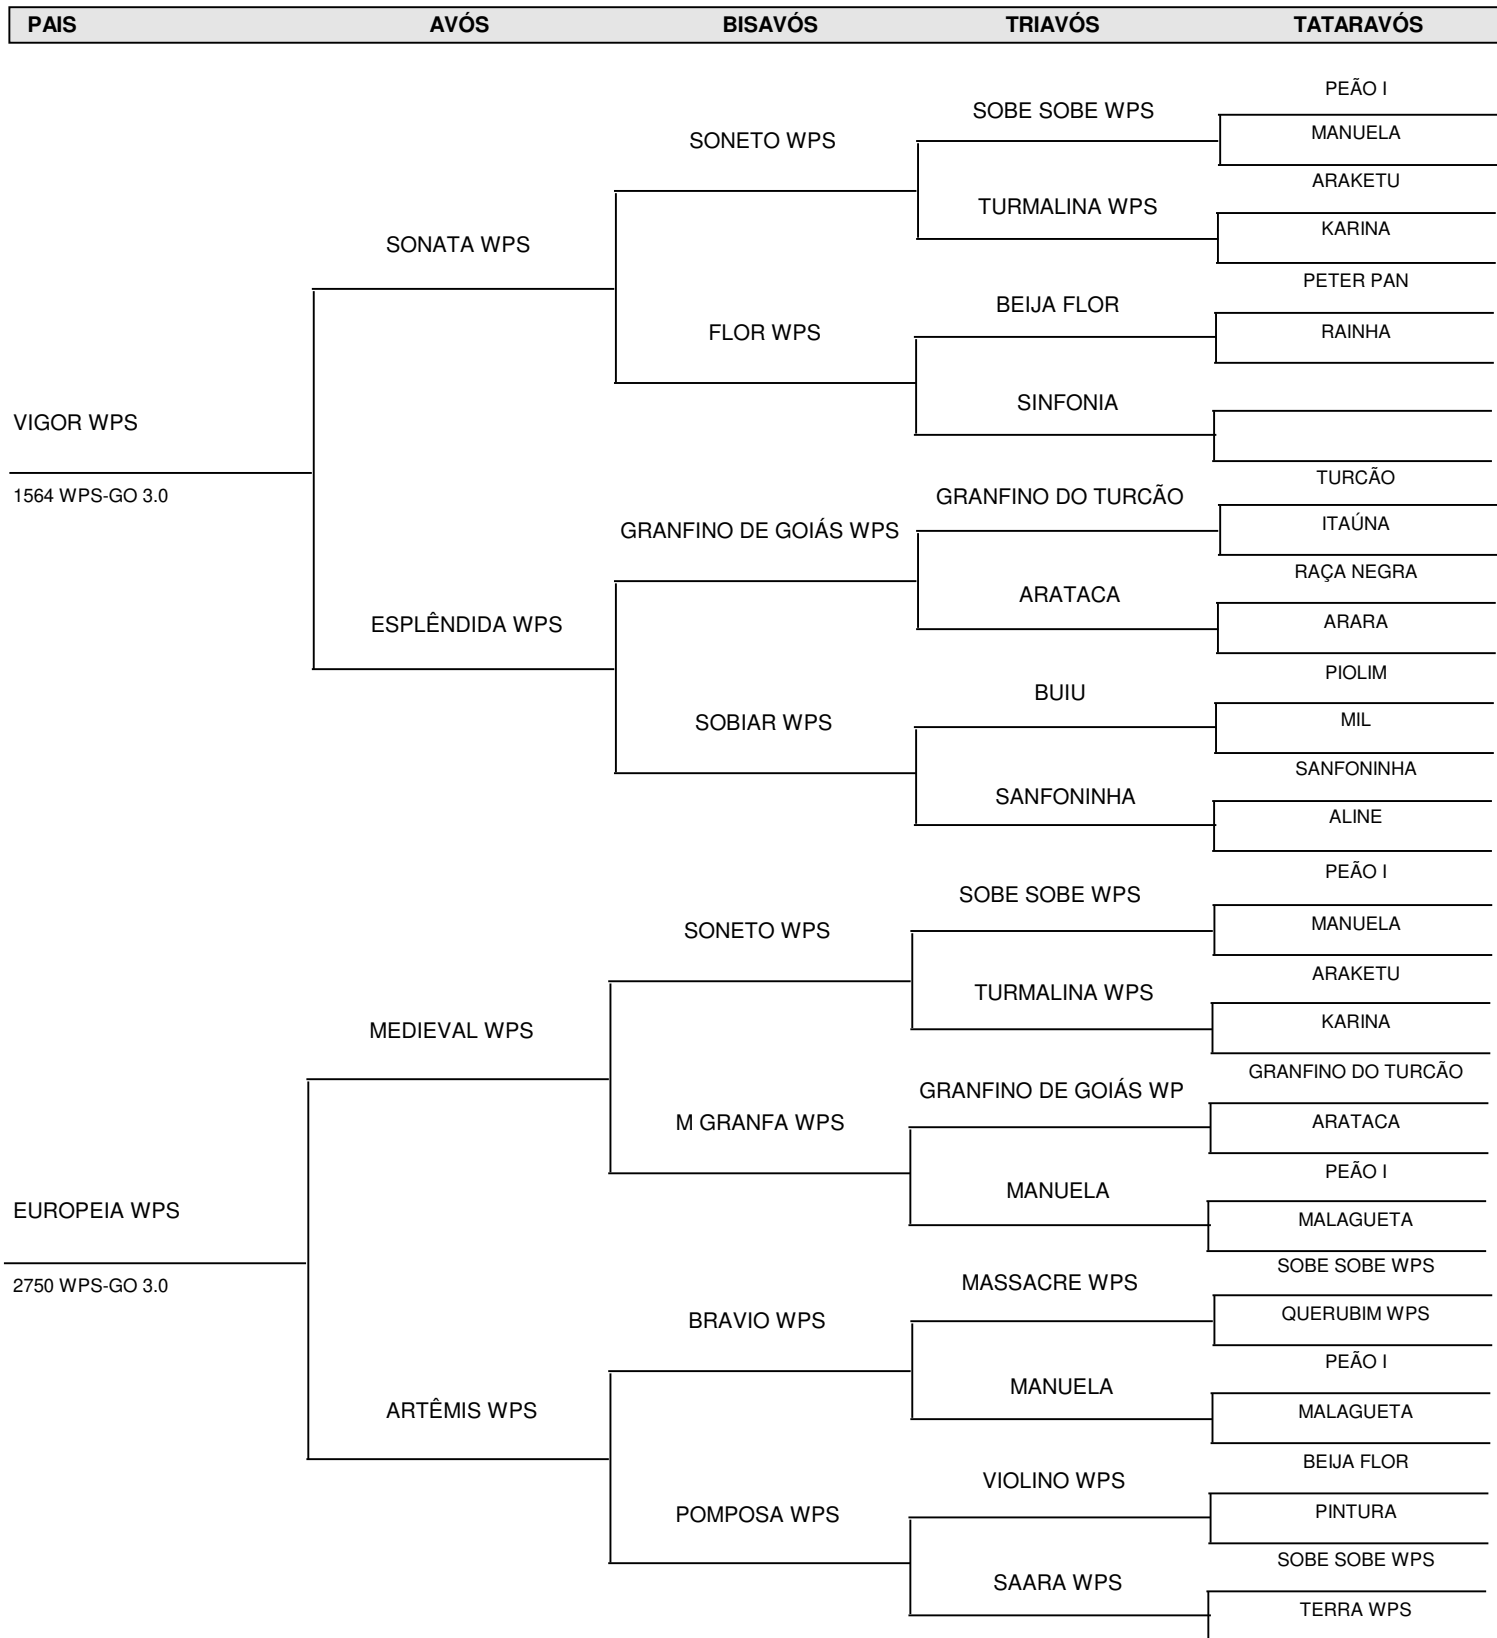 PAIS AVÓS BISAVÓS TRIAVÓS TATARAVÓS
PEÃO I
SOBE SOBE WPS
MANUELA
SONETO WPS
ARAKETU
TURMALINA WPS
KARINA
SONATA WPS
PETER PAN
BEIJA FLOR
RAINHA
FLOR WPS
SINFONIA
VIGOR WPS
TURCÃO
1564 WPS-GO 3.0
GRANFINO DO TURCÃO
ITAÚNA
GRANFINO DE GOIÁS WPS
RAÇA NEGRA
ARATACA
ARARA
ESPLÊNDIDA WPS
PIOLIM
BUIU
MIL
SOBIAR WPS
SANFONINHA
SANFONINHA
ALINE
PEÃO I
SOBE SOBE WPS
MANUELA
SONETO WPS
ARAKETU
TURMALINA WPS
KARINA
MEDIEVAL WPS
GRANFINO DO TURCÃO
GRANFINO DE GOIÁS WP
ARATACA
M GRANFA WPS
PEÃO I
MANUELA
EUROPEIA WPS
MALAGUETA
SOBE SOBE WPS
2750 WPS-GO 3.0
MASSACRE WPS
QUERUBIM WPS
BRAVIO WPS
PEÃO I
MANUELA
ARTÊMIS WPS
MALAGUETA
BEIJA FLOR
VIOLINO WPS
PINTURA
POMPOSA WPS
SOBE SOBE WPS
SAARA WPS
TERRA WPS